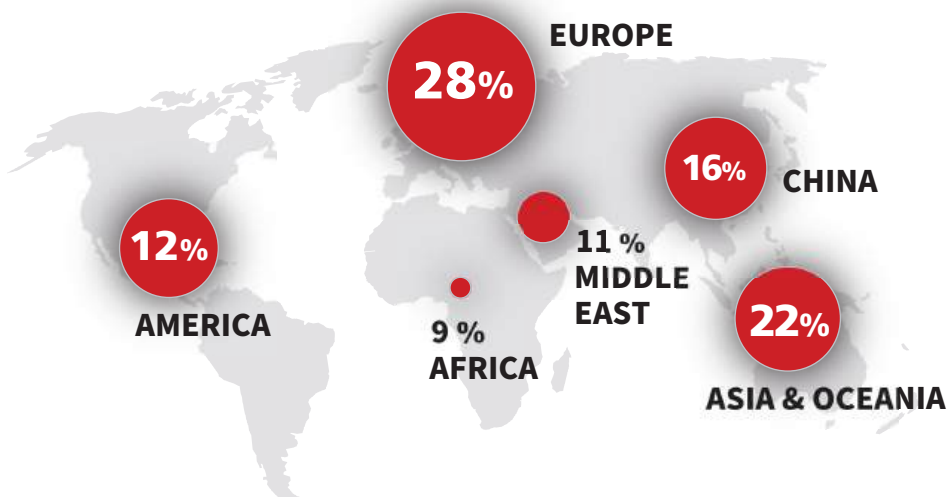 EUROPE
28%
16%
CHINA
12%
AMERICA
11 %
MIDDLE
EAST
9 %
AFRICA
22%
ASIA & OCEANIA